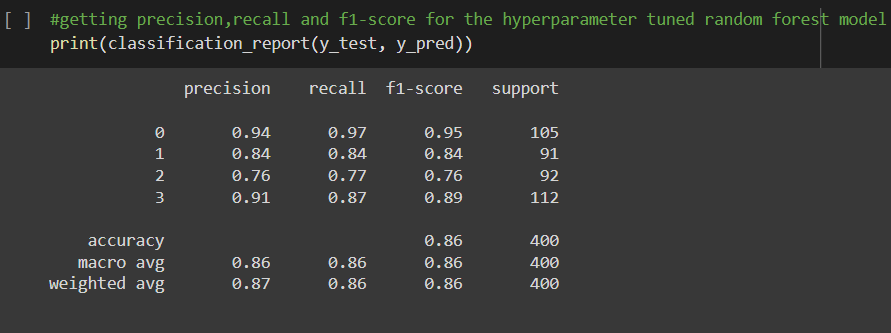 [ ] #getting precision,recall and f1-score for the hyperparameter tuned random forest model
print(classification_report(y_test, y_pred))
precision recall f1-score support
0 0.94 0.97 0.95 105
1 0.84 0.84 0.84 91
2 0.76 0.77 0.76 92
3 0.91 0.87 0.89 112
accuracy 0.86 400
macro avg 0.86 0.86 0.86 400
weighted avg 0.87 0.86 0.86 400